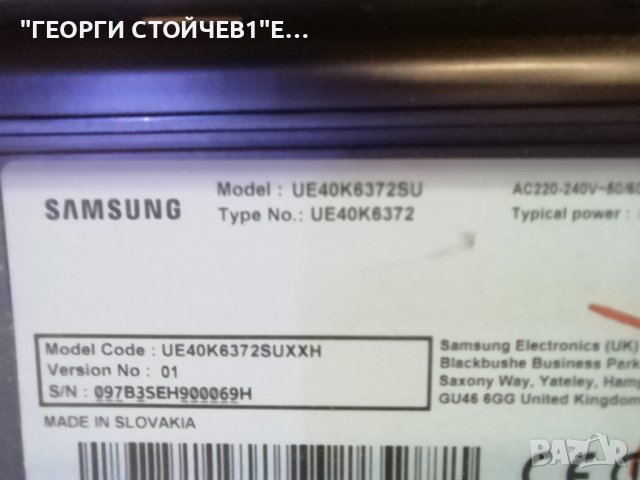 "ГЕОРГИ СТОЙЧЕВ1"Е...
SAMSUNG
Model : UE40K6372SU
Type No.: UE40K6372
AC220-240V~50/60
Typical power :
Model Code : UE40K6372SUXXH
Version No : 01
S/N : 097B3SEH900069H
MADE IN SLOVAKIA
Samsung Electronics (UK)
Blackbushe Business Park
Saxony Way, Yateley, Ham
GU46 6GG United Kingdom
CE
BAZAR